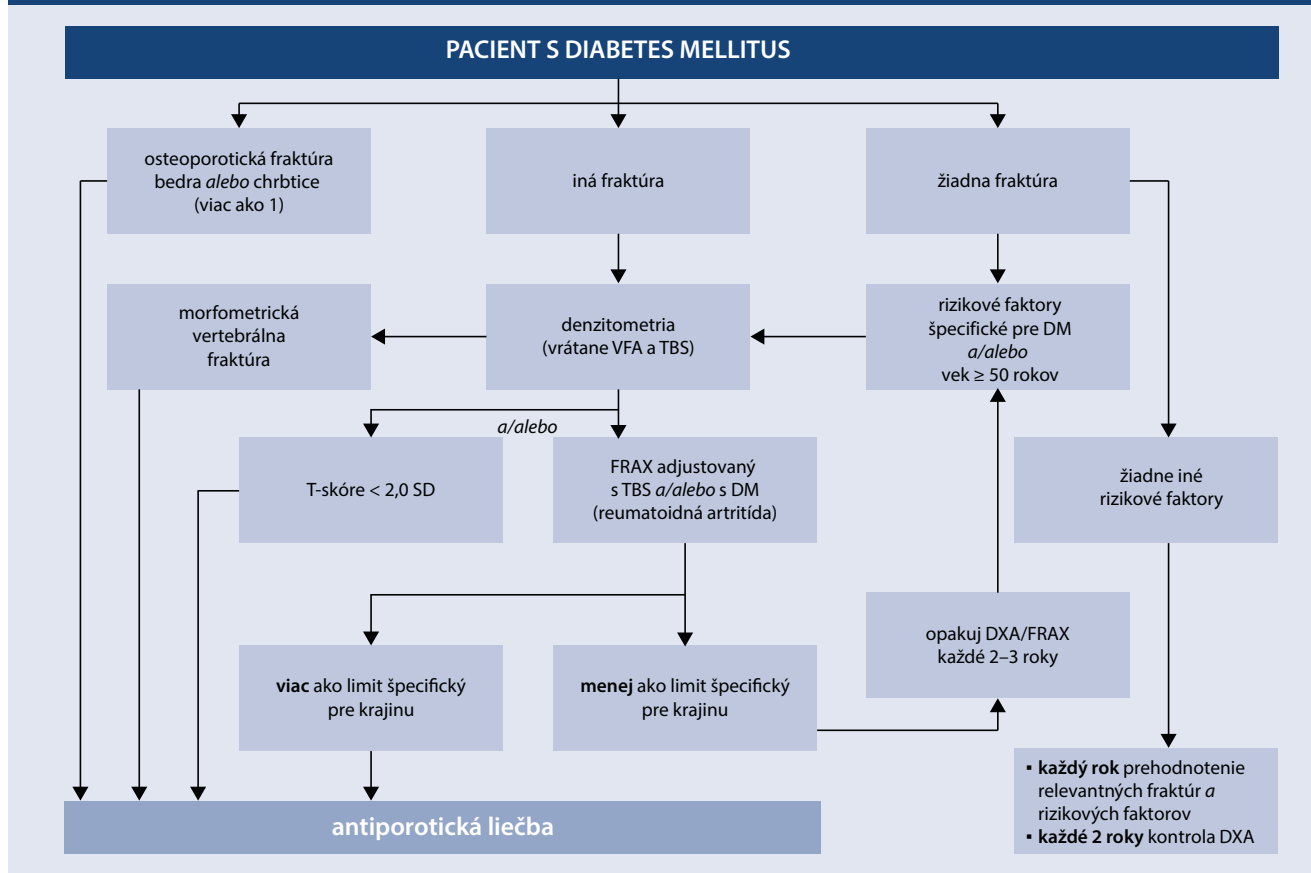 PACIENT S DIABETES MELLITUS
osteoporotická fraktúra
bedra alebo chrbtice
(viac ako 1)
iná fraktúra
žiadna fraktúra
morfometrická
vertebrálna
fraktúra
denzitometria
(vrátane VFA a TBS)
rizikové faktory
špecifické pre DM
a/alebo
vek ≥ 50 rokov
a/alebo
T-skóre < 2,0 SD
FRAX adjustovaný
s TBS a/alebo s DM
(reumatoidná artritída)
žiadne iné
rizikové faktory
opakuj DXA/FRAX
každé 2–3 roky
viac ako limit špecifický
pre krajinu
menej ako limit špecifický
pre krajinu
▪ každý rok prehodnotenie
relevantných fraktúr a
rizikových faktorov
▪ každé 2 roky kontrola DXA
antiporotická liečba